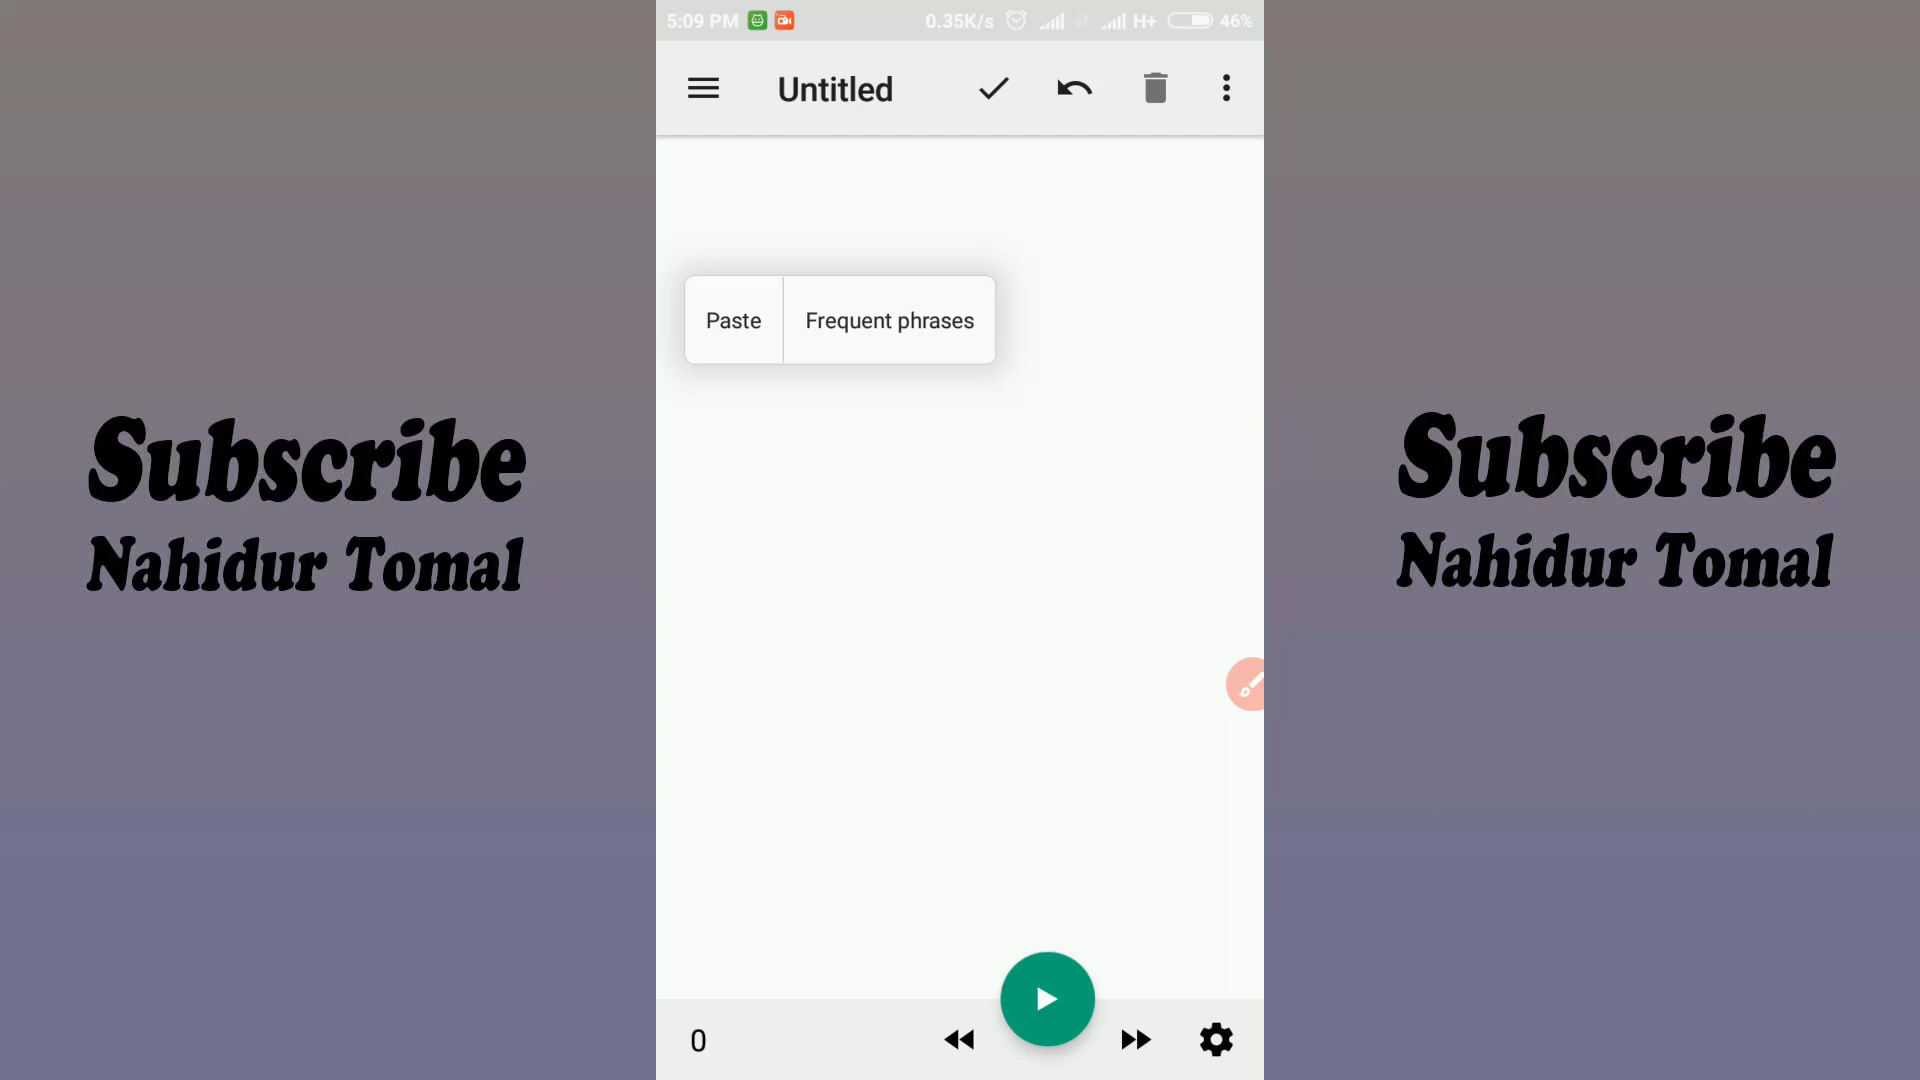 5:09 PM 0.35K/s H+ 46%
Untitled
Paste Frequent phrases
Subscribe
Nahidur Tomal
Subscribe
Nahidur Tomal
0